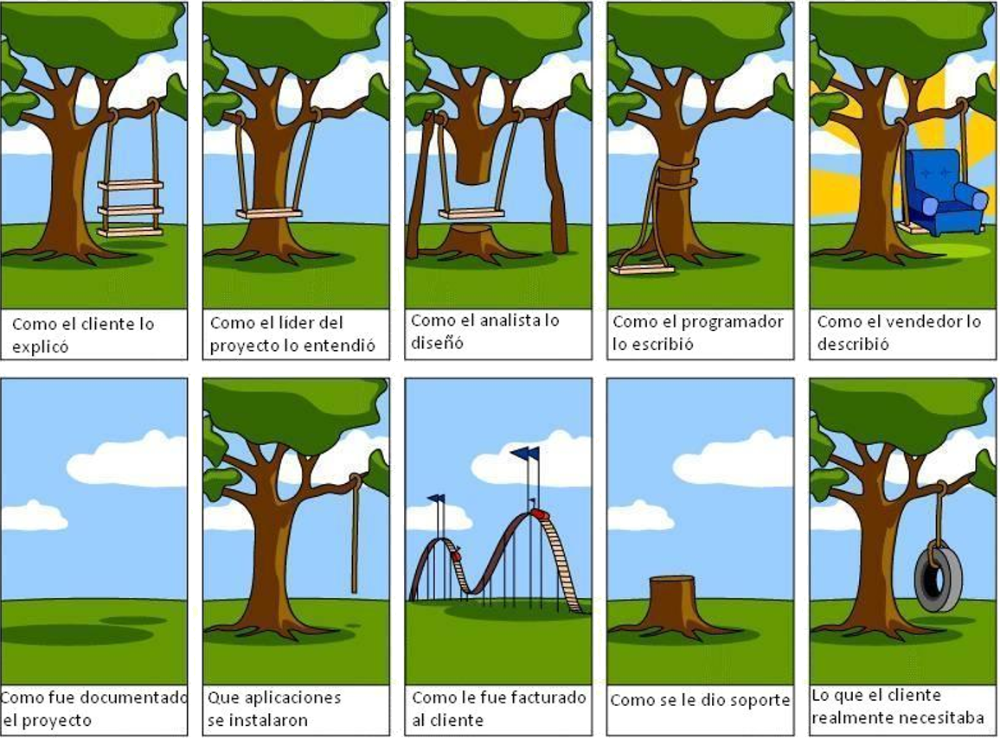 Como el cliente lo
explicó
Como el líder del
proyecto lo entendió
Como el analista lo
diseñó
Como el programador
lo escribió
Como el vendedor lo
describió
Como fue documentado
el proyecto
Que aplicaciones
se instalaron
Como le fue facturado
al cliente
Como se le dio soporte
Lo que el cliente
realmente necesitaba